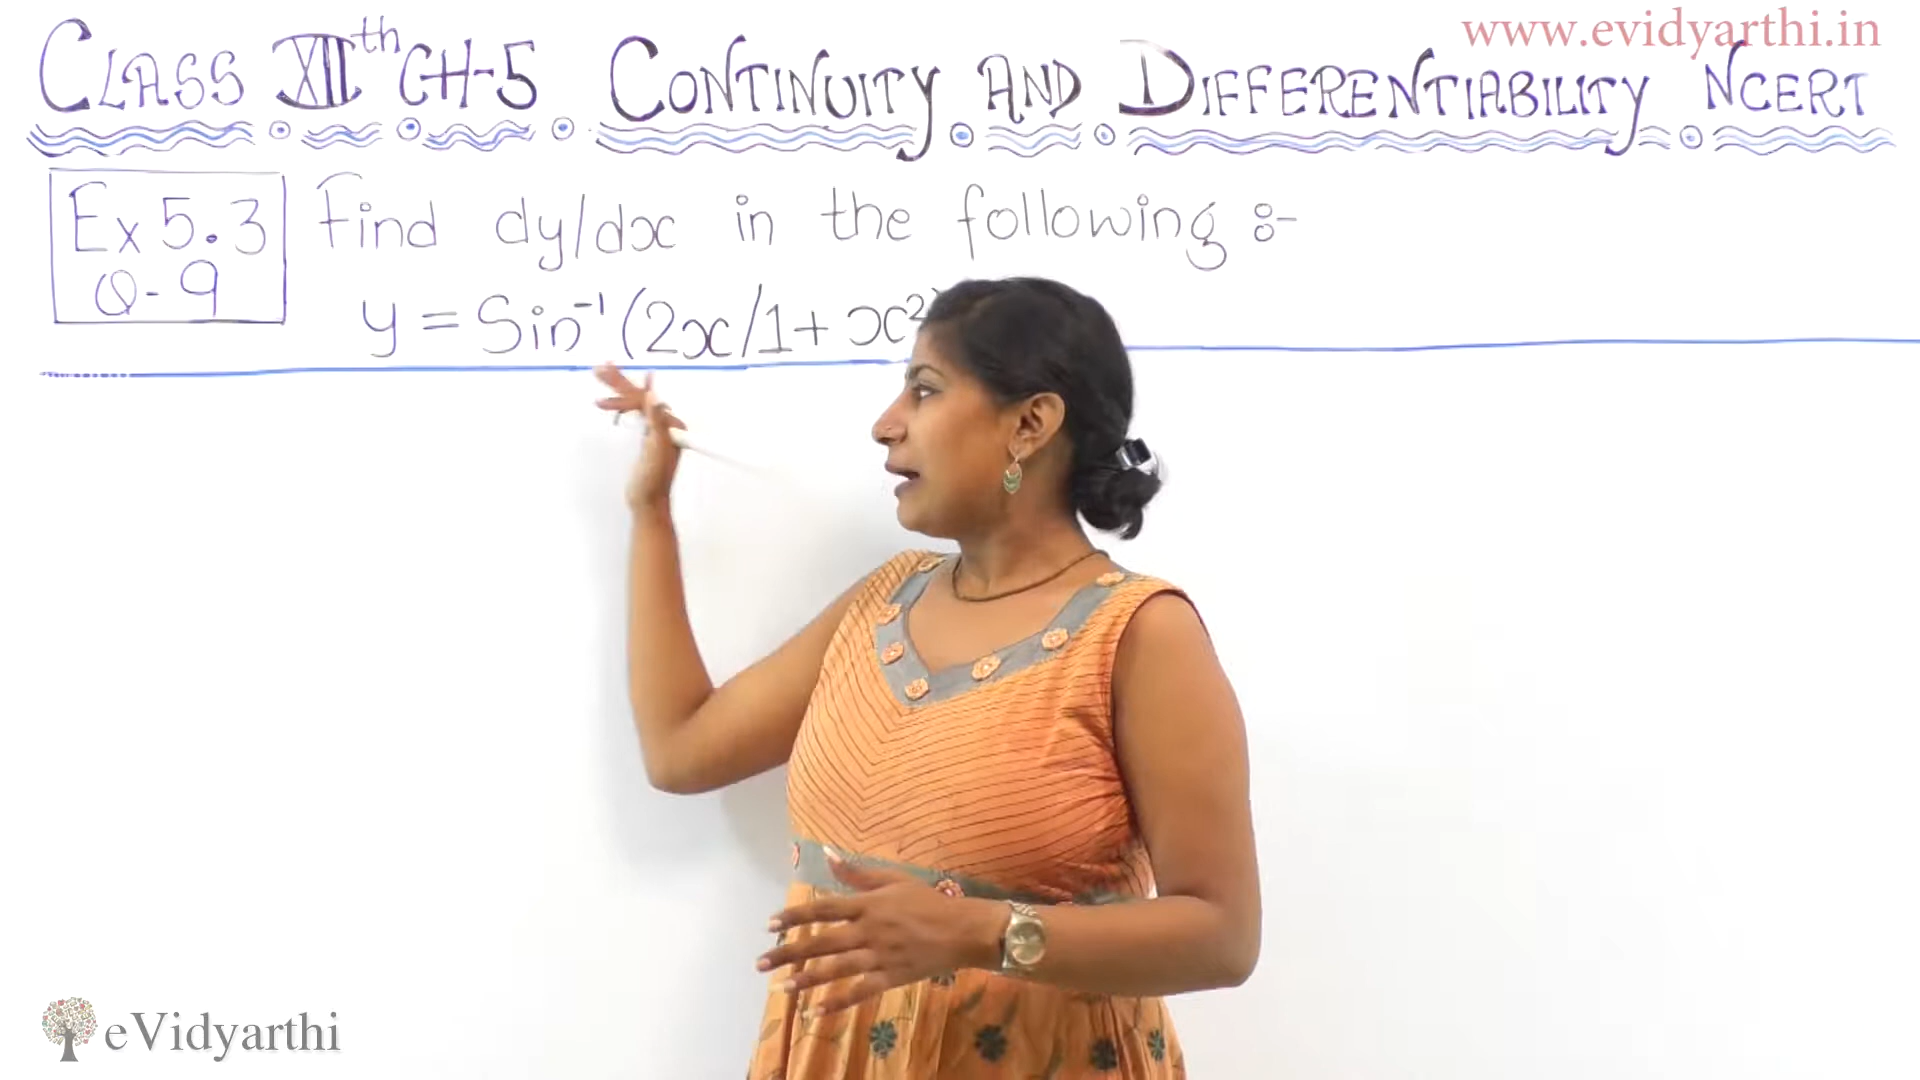 www.evidyarthi.in
CLASS XIIth CH-5 CONTINUITY AND DIFFERENTIABILITY NCERT
Ex 5.3 Find dy/dx in the following :-
Q-9 y = Sin⁻¹ (2x/1+ x²
eVidyarthi